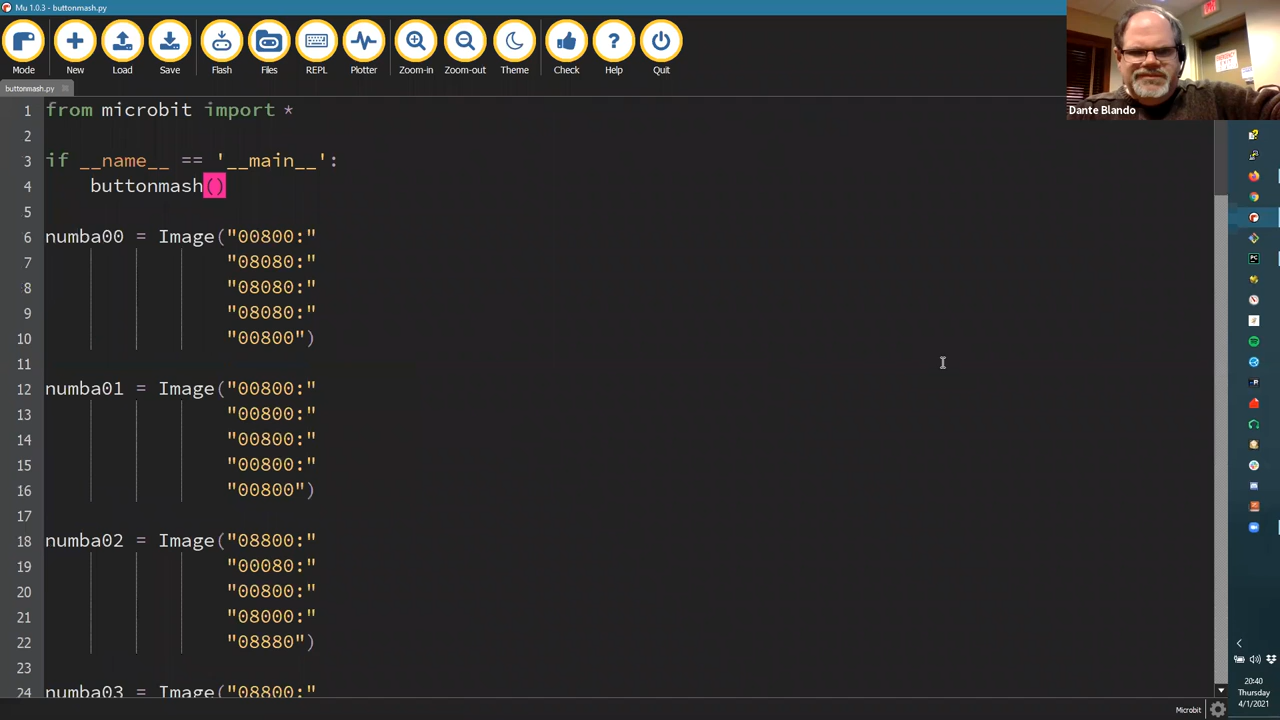 Mu 1.0.3 - buttonmash.py
Mode New Load Save Flash Files REPL Plotter Zoom-in Zoom-out Theme Check Help Quit
Dante Blando
buttonmash.py
1 from microbit import *
2
3 if __name__ == '__main__':
4 buttonmash()
5
6 numba00 = Image("00800:"
7 "08080:"
8 "08080:"
9 "08080:"
10 "00800")
11
12 numba01 = Image("00800:"
13 "00800:"
14 "00800:"
15 "00800:"
16 "00800")
17
18 numba02 = Image("08800:"
19 "00080:"
20 "00800:"
21 "08000:"
22 "08880")
23
24 numba03 = Image("08800:"
20:40
Thursday
4/1/2021
Microbit